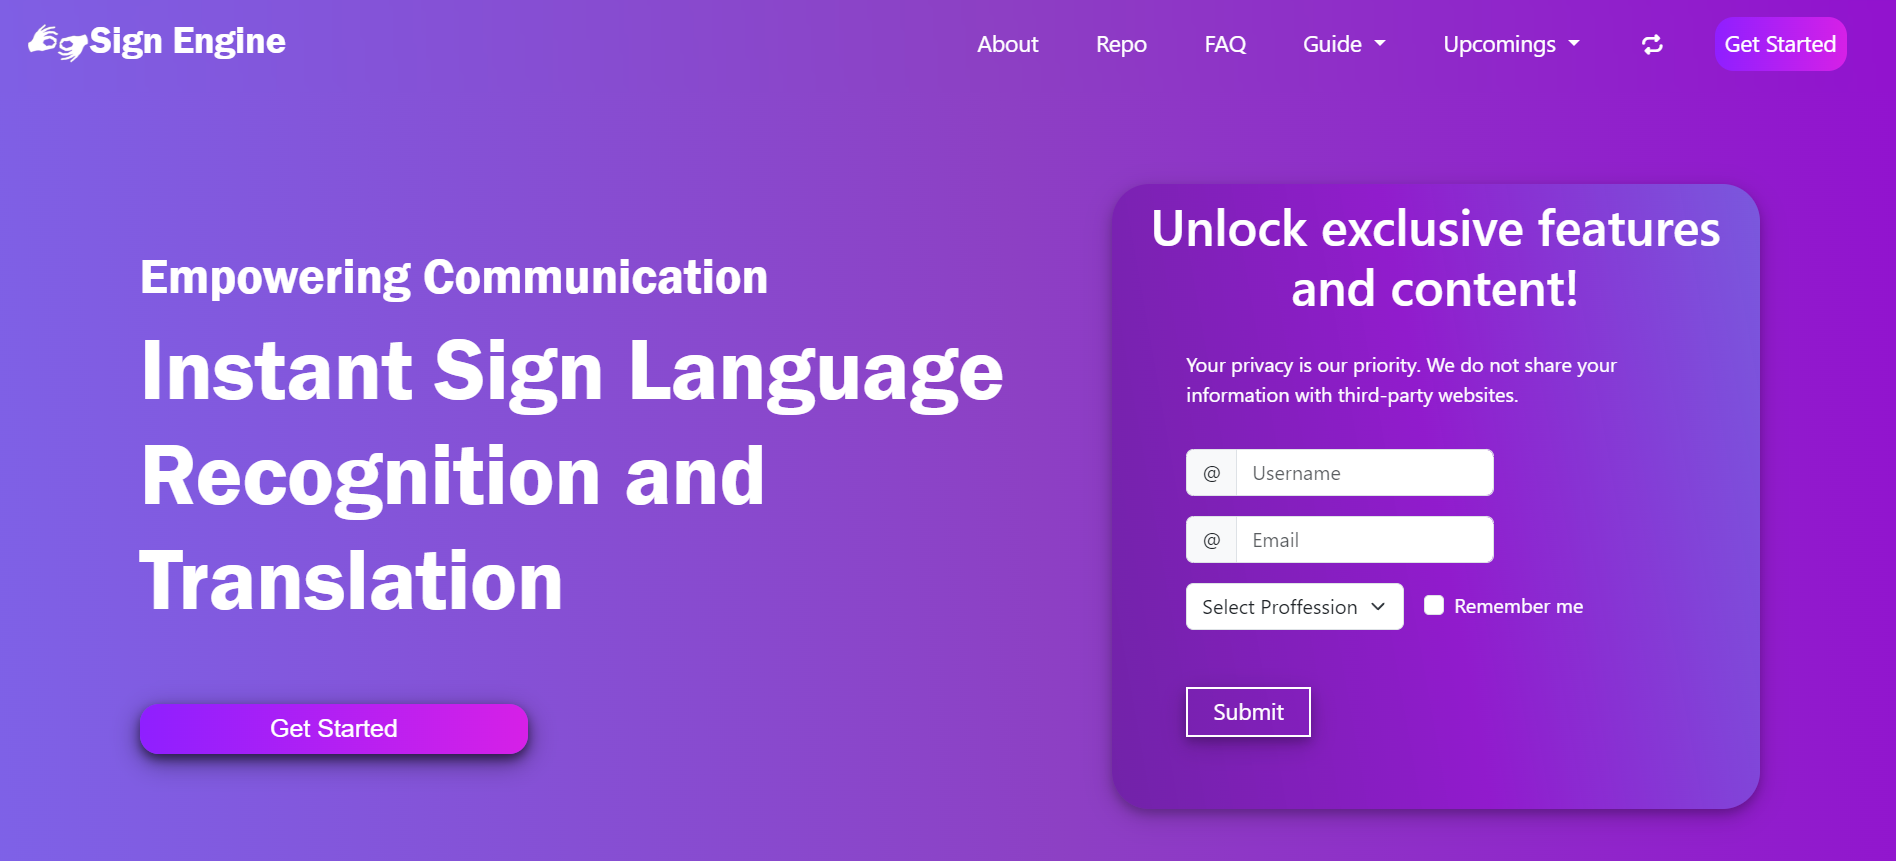 Sign Engine
About
Repo
FAQ
Guide
Upcomings
Get Started
Empowering Communication
Instant Sign Language
Recognition and
Translation
Get Started
Unlock exclusive features
and content!
Your privacy is our priority. We do not share your
information with third-party websites.
@ Username
@ Email
Select Proffession
Remember me
Submit